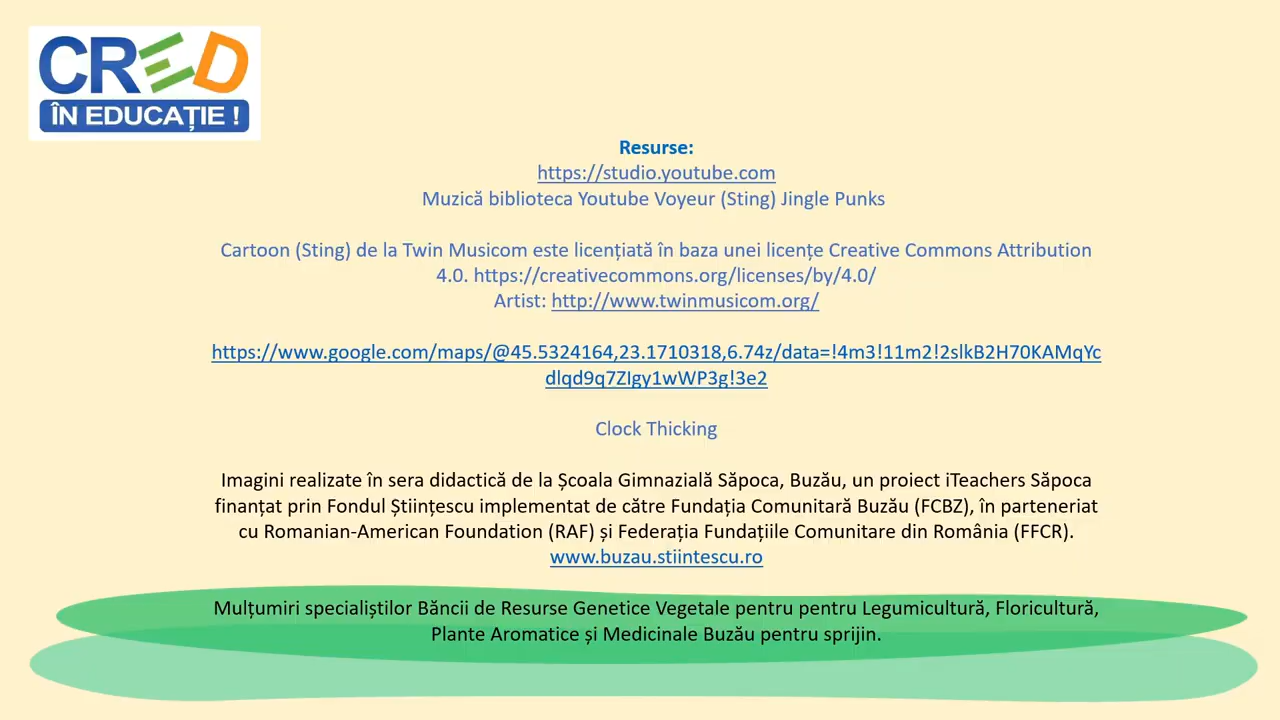 CRED
ÎN EDUCAȚIE !
Resurse:
https://studio.youtube.com
Muzică biblioteca Youtube Voyeur (Sting) Jingle Punks
Cartoon (Sting) de la Twin Musicom este licențiată în baza unei licențe Creative Commons Attribution
4.0. https://creativecommons.org/licenses/by/4.0/
Artist: http://www.twinmusicom.org/
https://www.google.com/maps/@45.5324164,23.1710318,6.74z/data=!4m3!11m2!2slkB2H70KAMqYc
dlqd9q7ZIgy1wWP3g!3e2
Clock Thicking
Imagini realizate în sera didactică de la Școala Gimnazială Săpoca, Buzău, un proiect iTeachers Săpoca
finanțat prin Fondul Științescu implementat de către Fundația Comunitară Buzău (FCBZ), în parteneriat
cu Romanian-American Foundation (RAF) și Federația Fundațiile Comunitare din România (FFCR).
www.buzau.stiintescu.ro
Mulțumiri specialiștilor Băncii de Resurse Genetice Vegetale pentru pentru Legumicultură, Floricultură,
Plante Aromatice și Medicinale Buzău pentru sprijin.